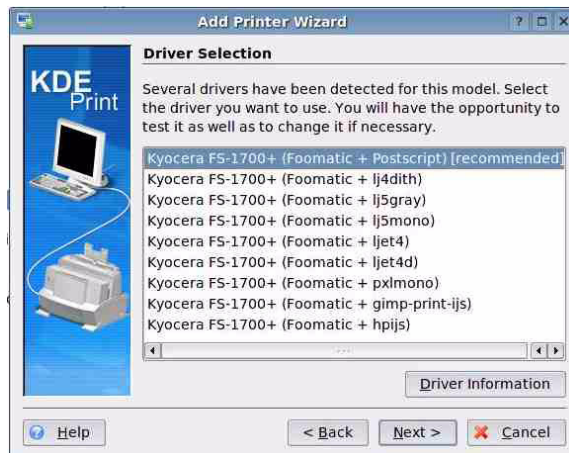 Add Printer Wizard
KDE
Print
Driver Selection
Several drivers have been detected for this model. Select
the driver you want to use. You will have the opportunity to
test it as well as to change it if necessary.
Kyocera FS-1700+ (Foomatic + Postscript) [recommended]
Kyocera FS-1700+ (Foomatic + lj4dith)
Kyocera FS-1700+ (Foomatic + lj5gray)
Kyocera FS-1700+ (Foomatic + lj5mono)
Kyocera FS-1700+ (Foomatic + ljet4)
Kyocera FS-1700+ (Foomatic + ljet4d)
Kyocera FS-1700+ (Foomatic + pxlmono)
Kyocera FS-1700+ (Foomatic + gimp-print-ijs)
Kyocera FS-1700+ (Foomatic + hpijs)
Driver Information
Help
< Back
Next >
Cancel